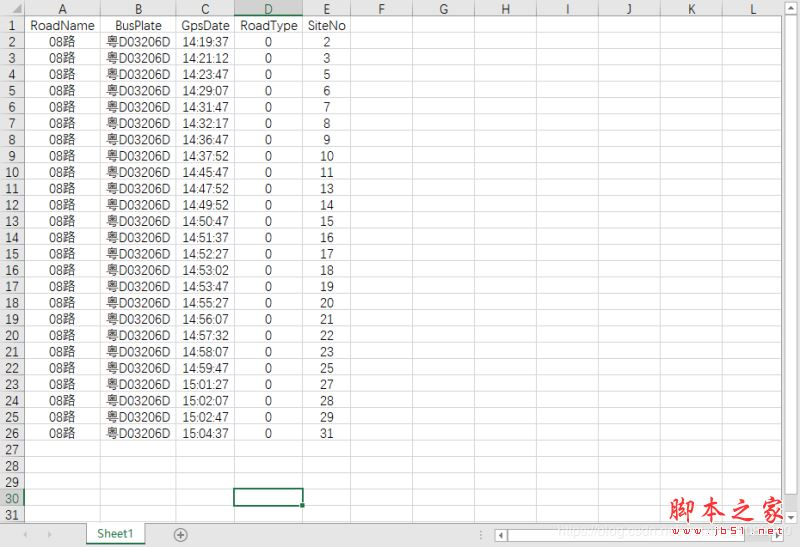 A B C D E F G H I J K L
1 RoadName BusPlate GpsDate RoadType SiteNo
2 08路 粤D03206D 14:19:37 0 2
3 08路 粤D03206D 14:21:12 0 3
4 08路 粤D03206D 14:23:47 0 5
5 08路 粤D03206D 14:29:07 0 6
6 08路 粤D03206D 14:31:47 0 7
7 08路 粤D03206D 14:32:17 0 8
8 08路 粤D03206D 14:36:47 0 9
9 08路 粤D03206D 14:37:52 0 10
10 08路 粤D03206D 14:45:47 0 11
11 08路 粤D03206D 14:47:52 0 13
12 08路 粤D03206D 14:49:52 0 14
13 08路 粤D03206D 14:50:47 0 15
14 08路 粤D03206D 14:51:37 0 16
15 08路 粤D03206D 14:52:27 0 17
16 08路 粤D03206D 14:53:02 0 18
17 08路 粤D03206D 14:53:47 0 19
18 08路 粤D03206D 14:55:27 0 20
19 08路 粤D03206D 14:56:07 0 21
20 08路 粤D03206D 14:57:32 0 22
21 08路 粤D03206D 14:58:07 0 23
22 08路 粤D03206D 14:59:47 0 25
23 08路 粤D03206D 15:01:27 0 27
24 08路 粤D03206D 15:02:07 0 28
25 08路 粤D03206D 15:02:47 0 29
26 08路 粤D03206D 15:04:37 0 31
27
28
29
30
31
脚本之家
www.jb51.net
Sheet1